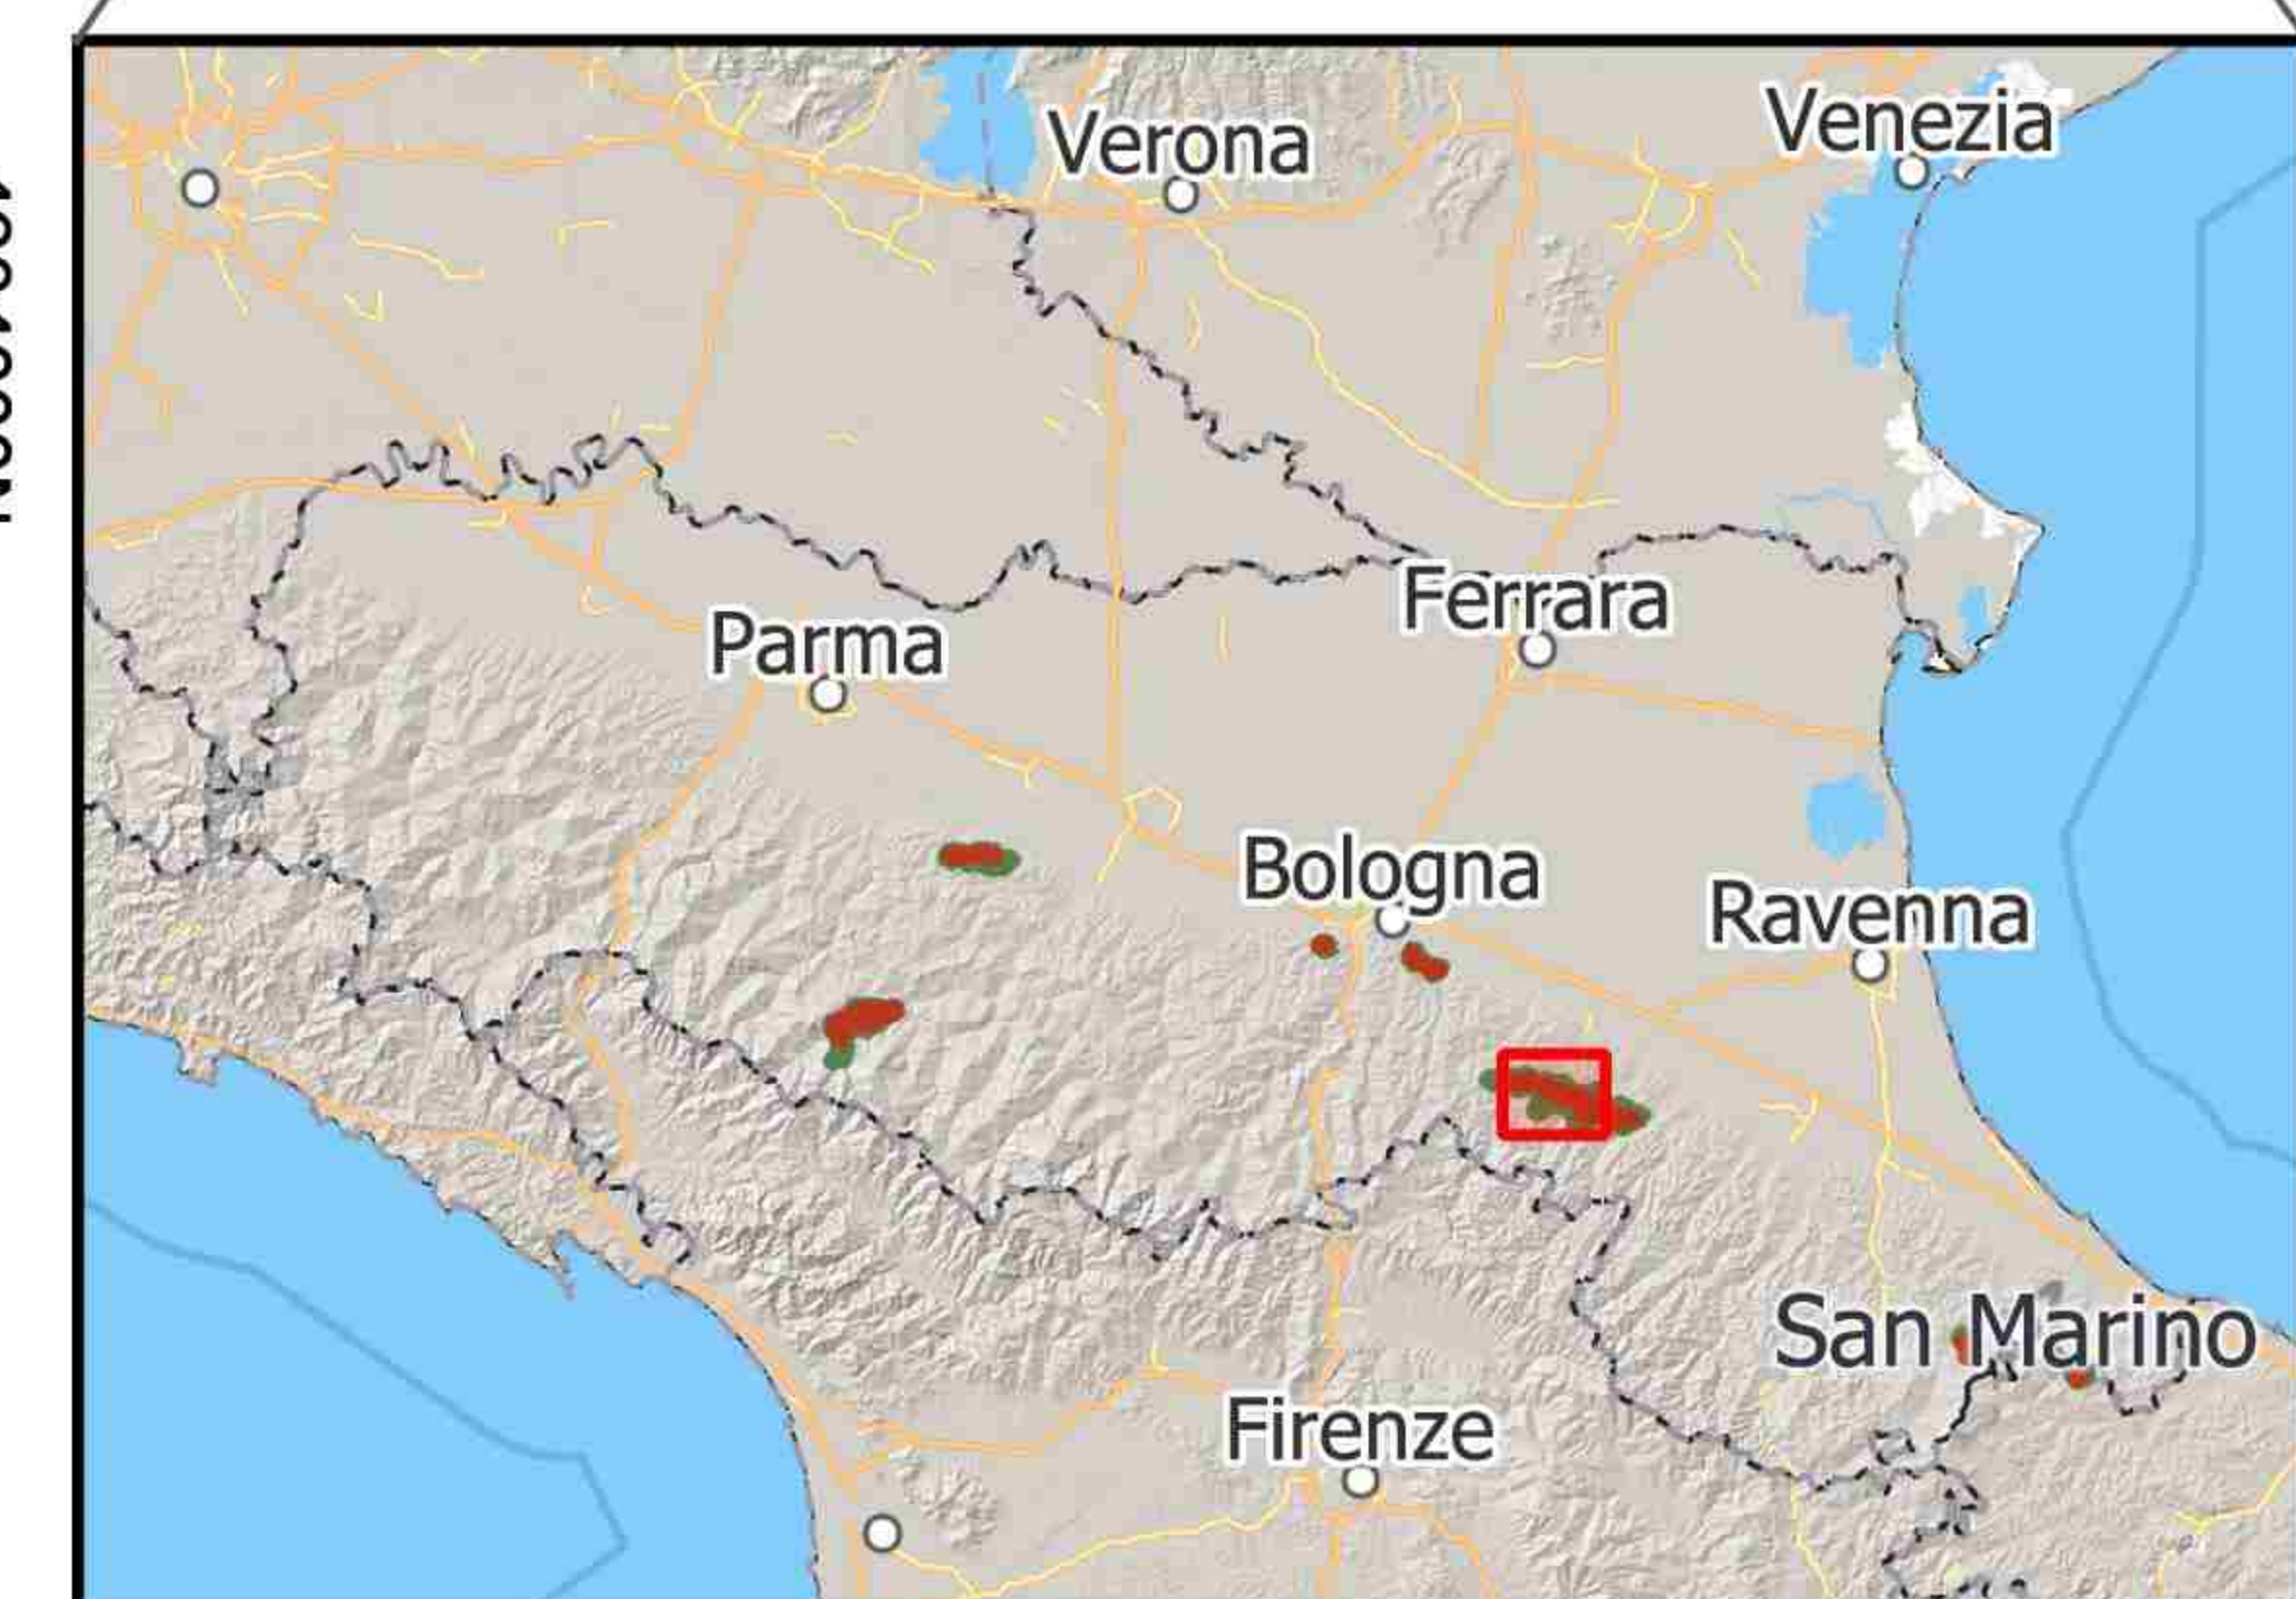 Venezia
Verona
Ferrara
Parma
Bologna
Ravenna
San Marino
Firenze